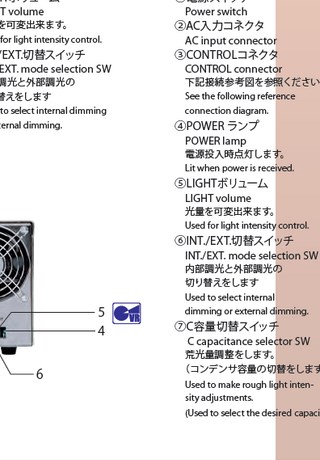 T volume
を可変出来ます。
for light intensity control.
/EXT.切替スイッチ
EXT. mode selection SW
調光と外部調光の
替えをします
to select internal dimming
ternal dimming.
5
4
6
Power switch
②AC入力コネクタ
AC input connector
③CONTROLコネクタ
CONTROL connector
下記接続参考図を参照ください
See the following reference
connection diagram.
④POWER ランプ
POWER lamp
電源投入時点灯します。
Lit when power is received.
⑤LIGHTボリューム
LIGHT volume
光量を可変出来ます。
Used for light intensity control.
⑥INT./EXT.切替スイッチ
INT./EXT. mode selection SW
内部調光と外部調光の
切り替えをします
Used to select internal
dimming or external dimming.
⑦C容量切替スイッチ
C capacitance selector SW
荒光量調整をします。
（コンデンサ容量の切替をします
Used to make rough light inten-
sity adjustments.
(Used to select the desired capaci